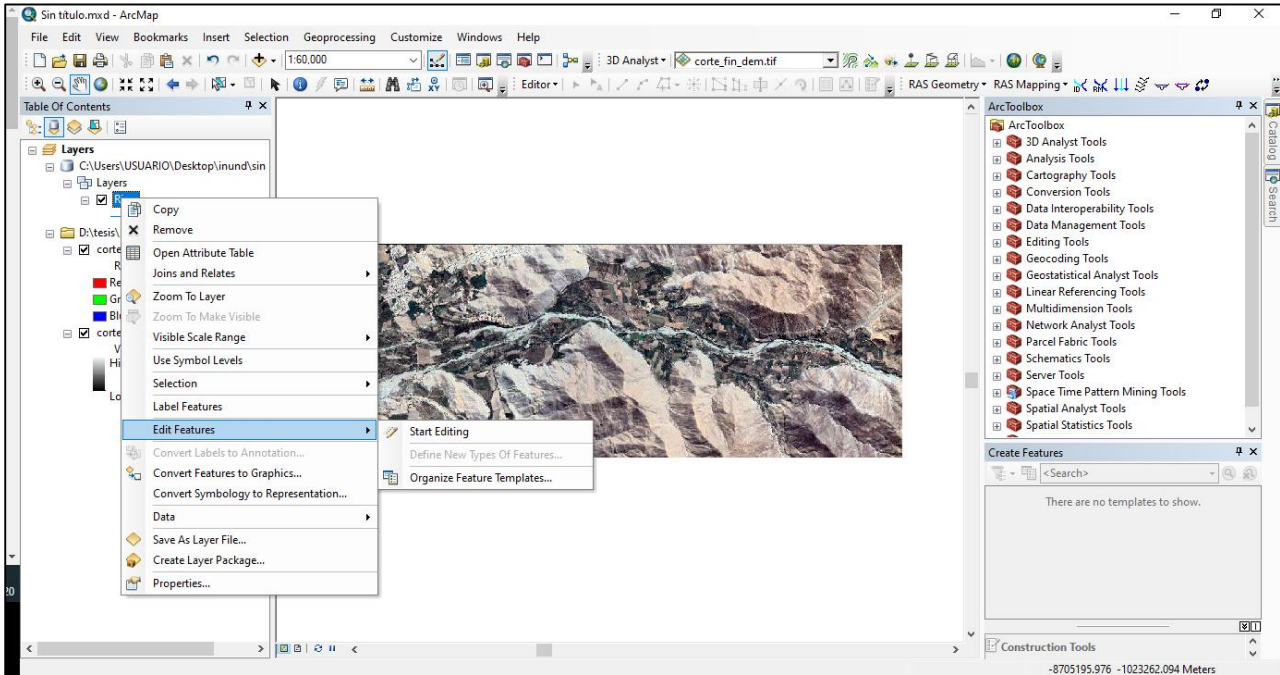 Sin título.mxd - ArcMap
File Edit View Bookmarks Insert Selection Geoprocessing Customize Windows Help
1:60,000 3D Analyst corte_fin_dem.tif
Editor RAS Geometry RAS Mapping
Table Of Contents
Layers
C:\Users\USUARIO\Desktop\inund\sin
Layers
D:\tesis\
corte
Re
Gr
Blu
corte
Hi
Lo
Copy
Remove
Open Attribute Table
Joins and Relates
Zoom To Layer
Zoom To Make Visible
Visible Scale Range
Use Symbol Levels
Selection
Label Features
Edit Features
Convert Labels to Annotation...
Convert Features to Graphics...
Convert Symbology to Representation...
Data
Save As Layer File...
Create Layer Package...
Properties...
Start Editing
Define New Types Of Features...
Organize Feature Templates...
ArcToolbox
ArcToolbox
3D Analyst Tools
Analysis Tools
Cartography Tools
Conversion Tools
Data Interoperability Tools
Data Management Tools
Editing Tools
Geocoding Tools
Geostatistical Analyst Tools
Linear Referencing Tools
Multidimension Tools
Network Analyst Tools
Parcel Fabric Tools
Schematics Tools
Server Tools
Space Time Pattern Mining Tools
Spatial Analyst Tools
Spatial Statistics Tools
Catalog
Search
Create Features
<Search>
There are no templates to show.
Construction Tools
20
-8705195.976 -1023262.094 Meters